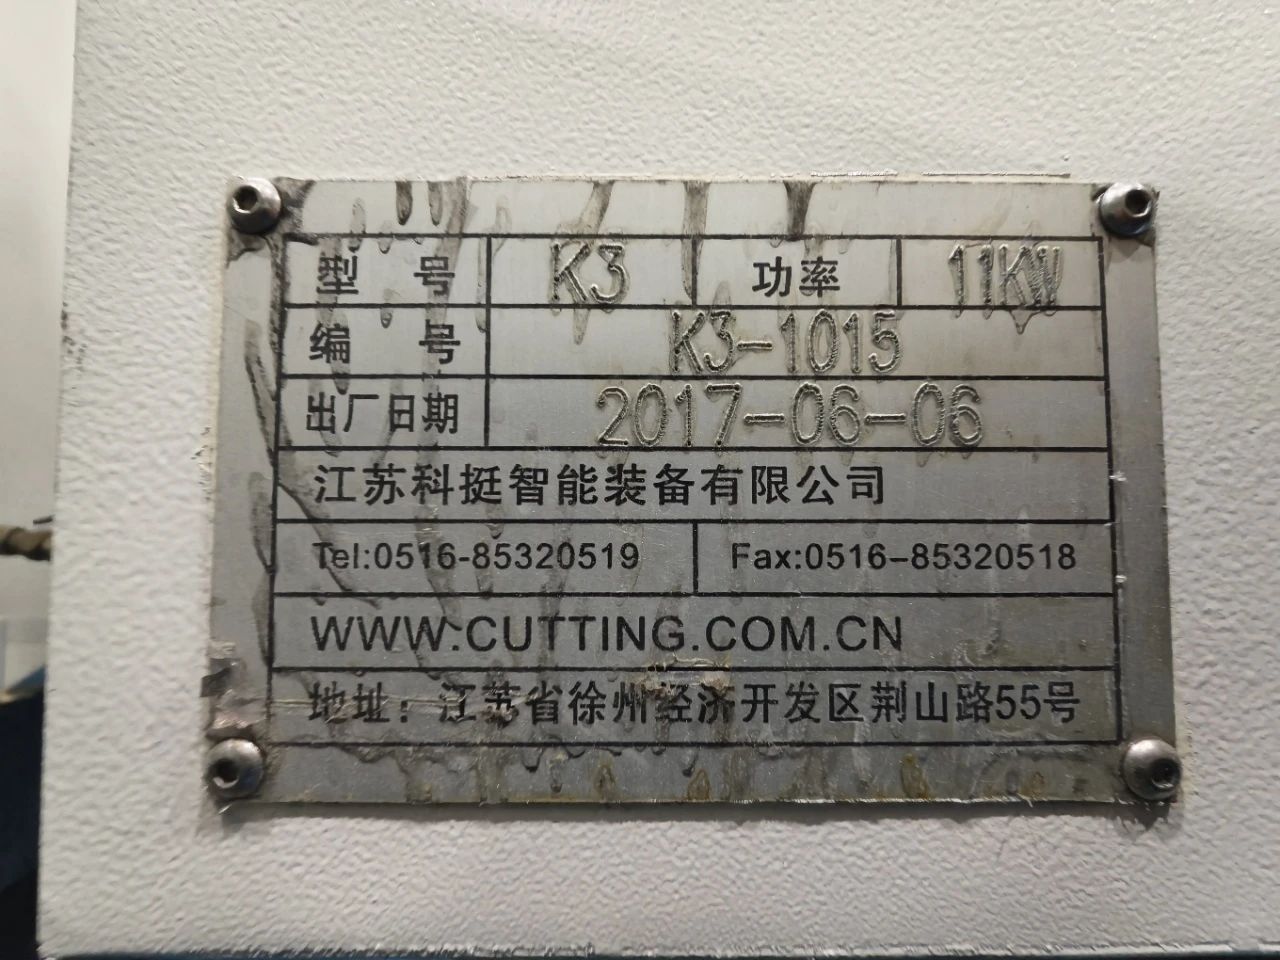 型 号 K3 功率 11KW
编 号 K3-1015
出厂日期 2017-06-06
江苏科挺智能装备有限公司
Tel:0516-85320519 Fax:0516-85320518
WWW.CUTTING.COM.CN
地址：江苏省徐州经济开发区荆山路55号